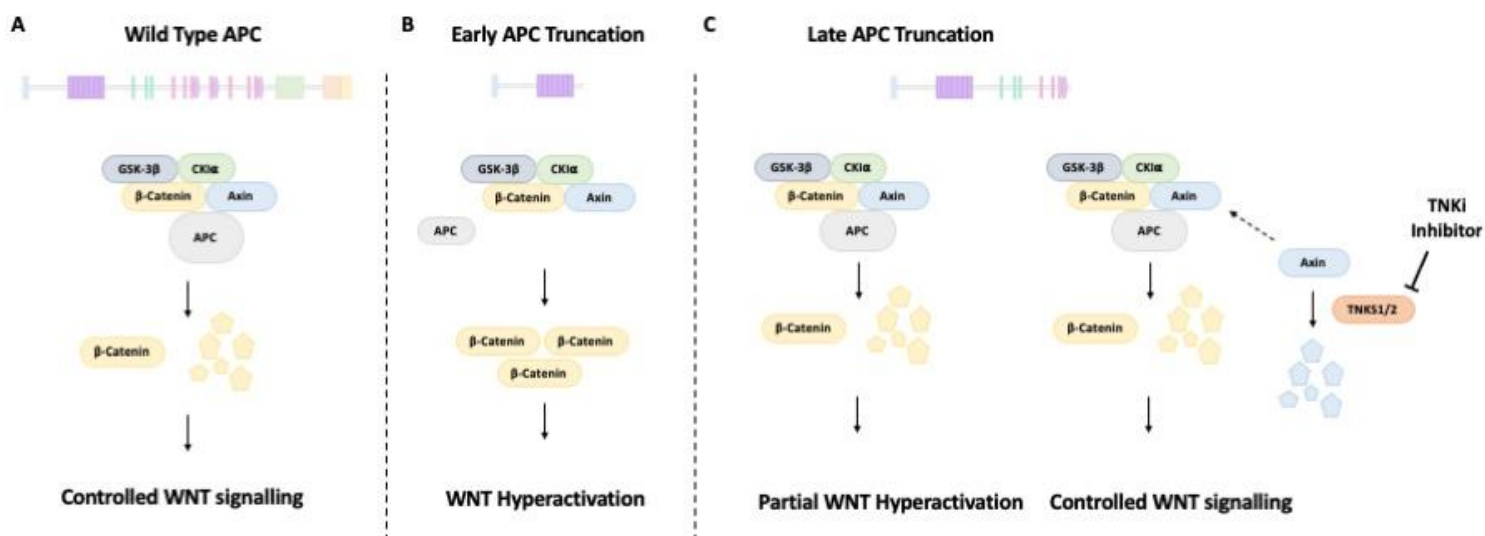 A
Wild Type APC
GSK-3β
CKIα
β-Catenin
Axin
APC
β-Catenin
Controlled WNT signalling
B
Early APC Truncation
GSK-3β
CKIα
β-Catenin
Axin
APC
β-Catenin
β-Catenin
β-Catenin
WNT Hyperactivation
C
Late APC Truncation
GSK-3β
CKIα
β-Catenin
Axin
APC
β-Catenin
Partial WNT Hyperactivation
GSK-3β
CKIα
β-Catenin
Axin
APC
β-Catenin
Controlled WNT signalling
TNKi
Inhibitor
Axin
TNKS1/2